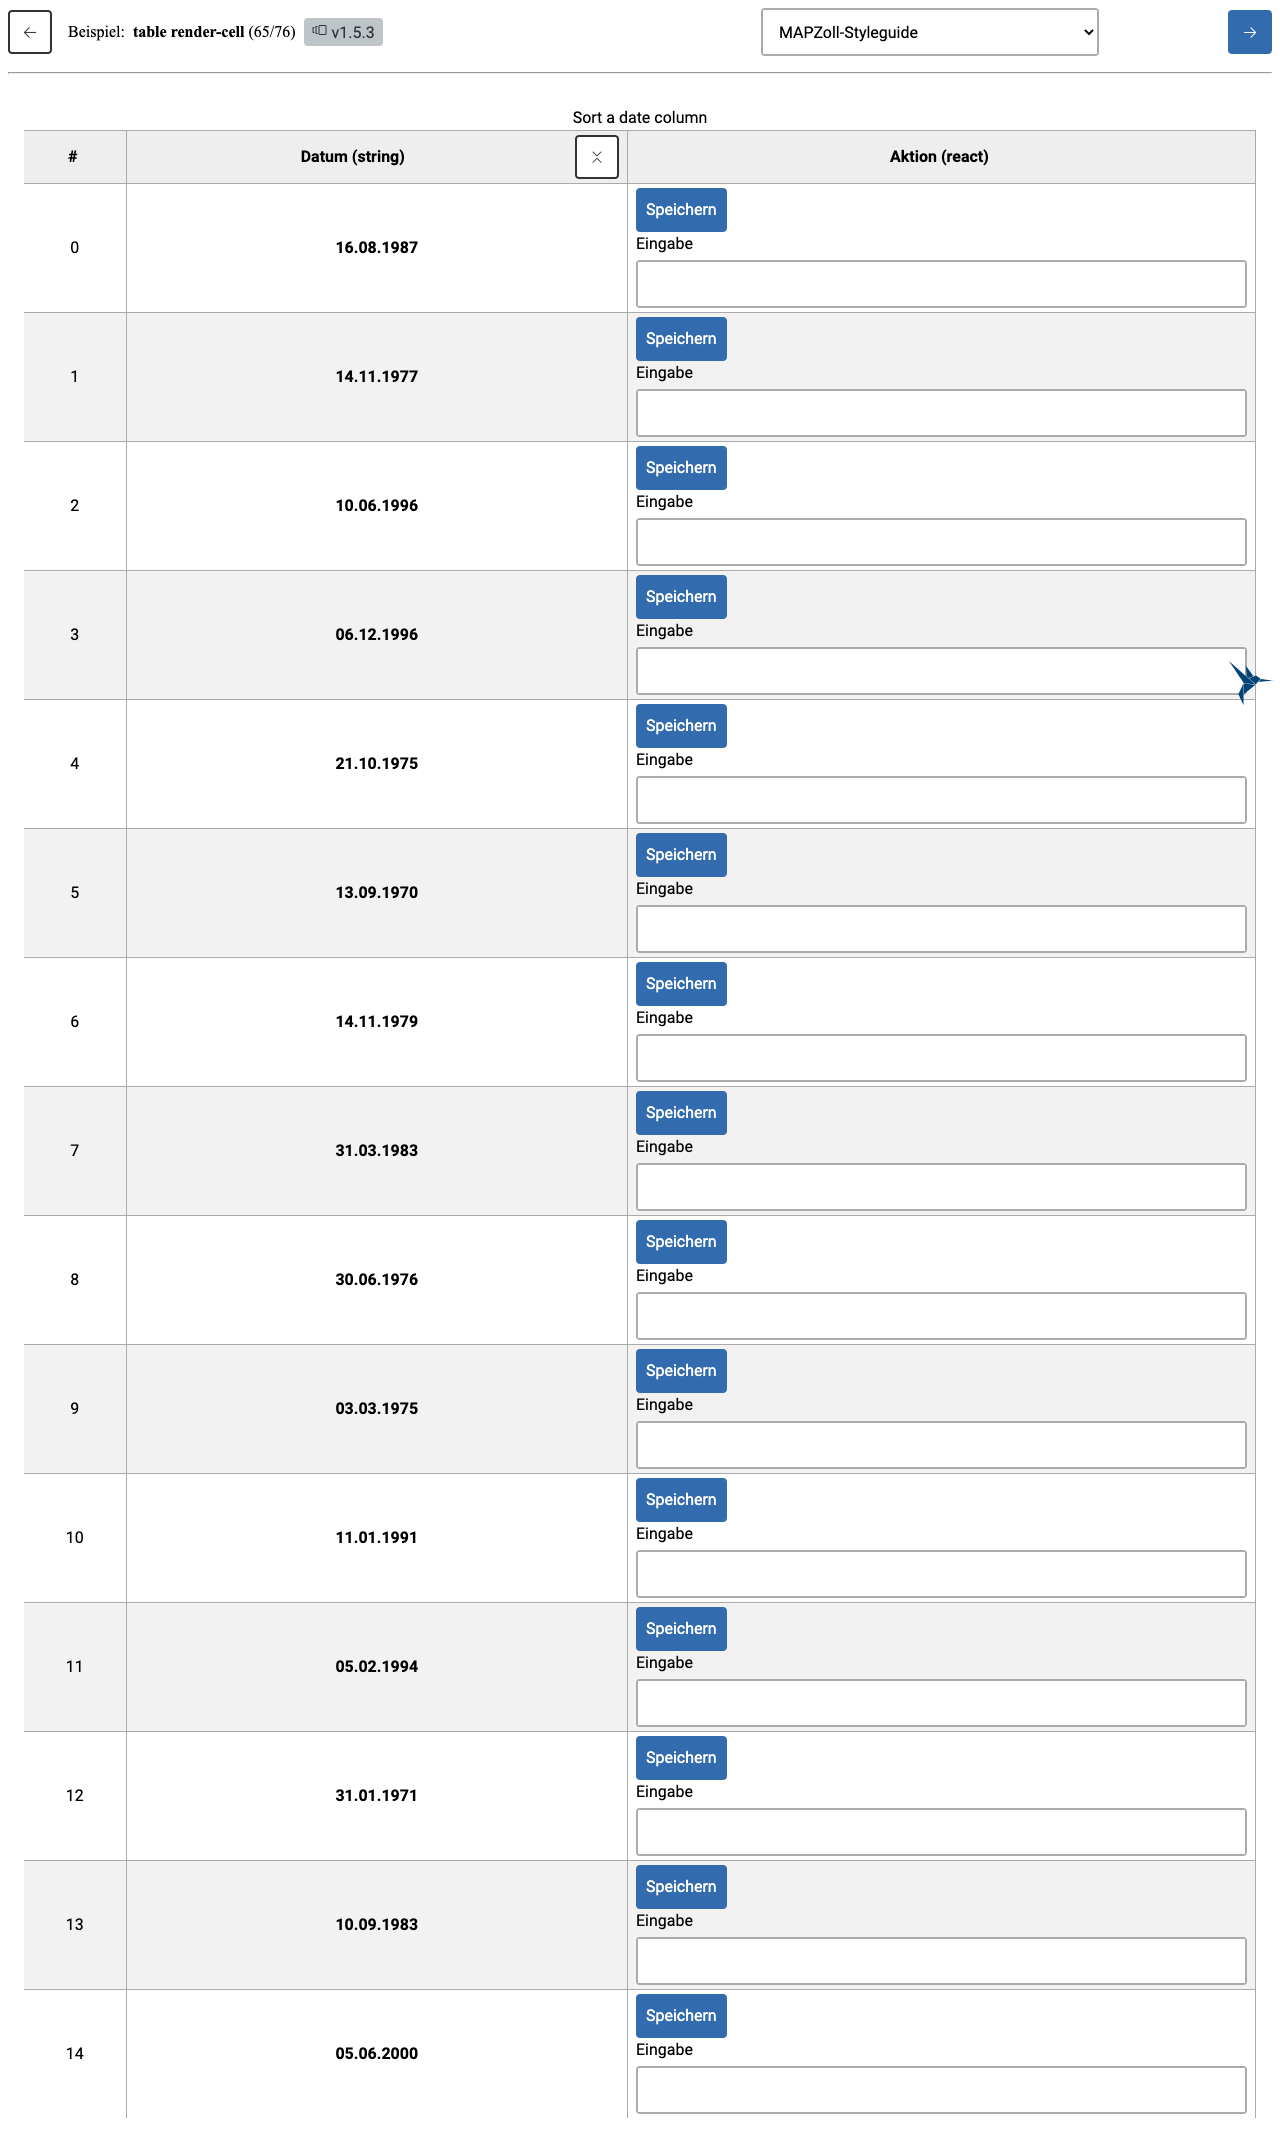 Beispiel: table render-cell (65/76) v1.5.3 MAPZoll-Styleguide
Sort a date column
# Datum (string) Aktion (react)
Speichern
0 16.08.1987 Eingabe
Speichern
1 14.11.1977 Eingabe
Speichern
2 10.06.1996 Eingabe
Speichern
3 06.12.1996 Eingabe
Speichern
4 21.10.1975 Eingabe
Speichern
5 13.09.1970 Eingabe
Speichern
6 14.11.1979 Eingabe
Speichern
7 31.03.1983 Eingabe
Speichern
8 30.06.1976 Eingabe
Speichern
9 03.03.1975 Eingabe
Speichern
10 11.01.1991 Eingabe
Speichern
11 05.02.1994 Eingabe
Speichern
12 31.01.1971 Eingabe
Speichern
13 10.09.1983 Eingabe
Speichern
14 05.06.2000 Eingabe